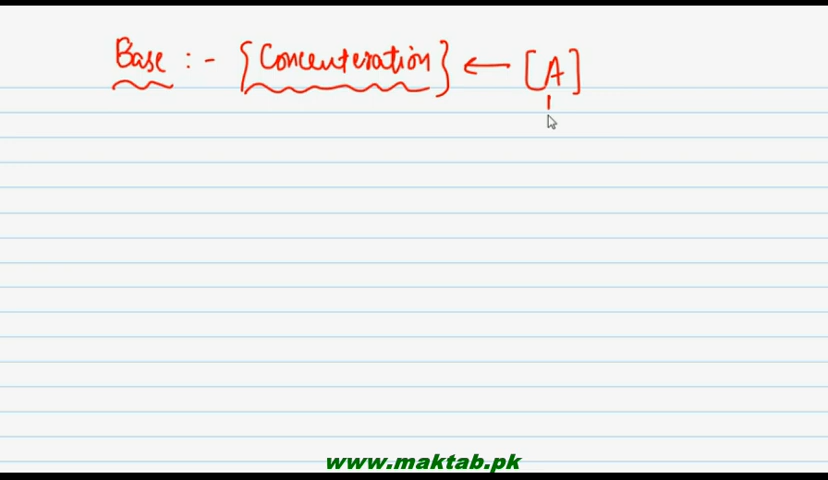 Base :- {Concenteration} ← [A]
www.maktab.pk